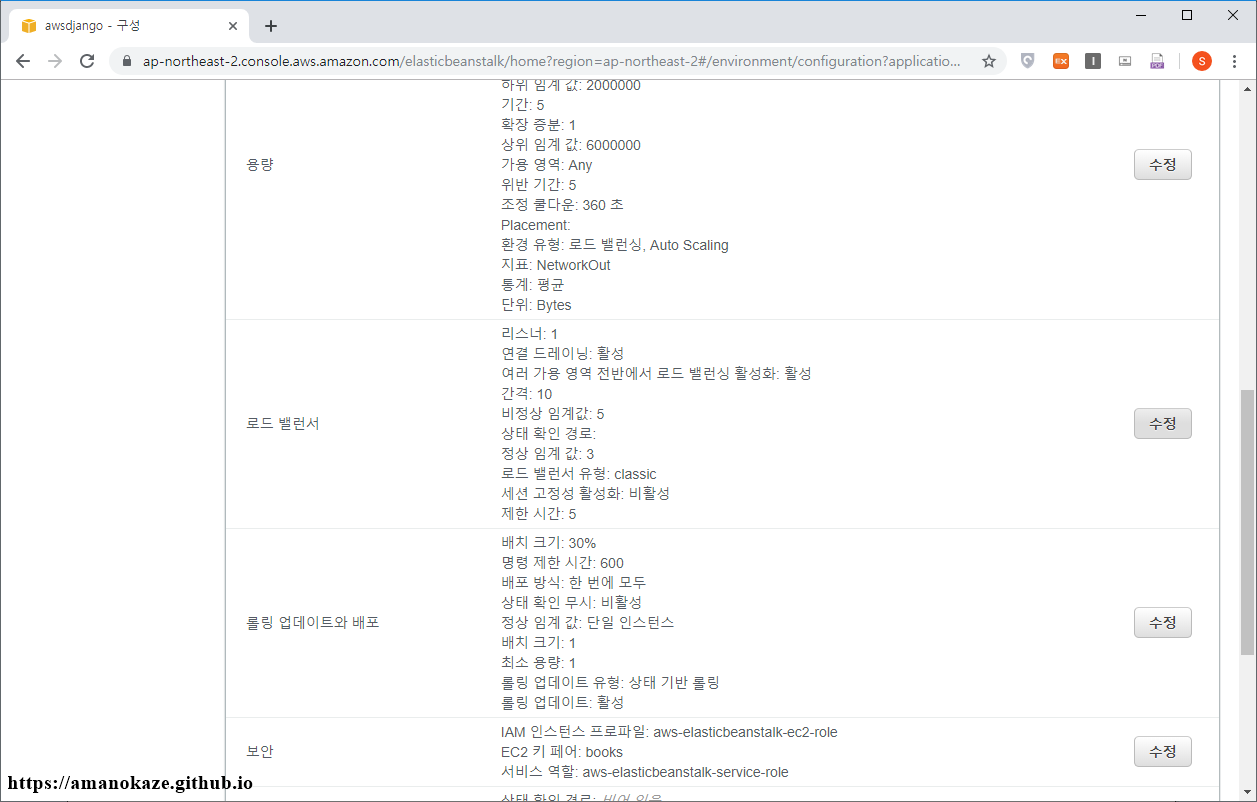 awsdjango - 구성
ap-northeast-2.console.aws.amazon.com/elasticbeanstalk/home?region=ap-northeast-2#/environment/configuration?applicatio...
EX
I
PDF
S
하위 임계 값: 2000000
기간: 5
확장 증분: 1
상위 임계 값: 6000000
용량
가용 영역: Any
수정
위반 기간: 5
조정 쿨다운: 360 초
Placement:
환경 유형: 로드 밸런싱, Auto Scaling
지표: NetworkOut
통계: 평균
단위: Bytes
리스너: 1
연결 드레이닝: 활성
여러 가용 영역 전반에서 로드 밸런싱 활성화: 활성
간격: 10
비정상 임계값: 5
로드 밸런서
상태 확인 경로:
수정
정상 임계 값: 3
로드 밸런서 유형: classic
세션 고정성 활성화: 비활성
제한 시간: 5
배치 크기: 30%
명령 제한 시간: 600
배포 방식: 한 번에 모두
상태 확인 무시: 비활성
롤링 업데이트와 배포
정상 임계 값: 단일 인스턴스
수정
배치 크기: 1
최소 용량: 1
롤링 업데이트 유형: 상태 기반 롤링
롤링 업데이트: 활성
IAM 인스턴스 프로파일: aws-elasticbeanstalk-ec2-role
보안
EC2 키 페어: books
수정
서비스 역할: aws-elasticbeanstalk-service-role
https://amanokaze.github.io
상태 확인 경로: 비어 있음